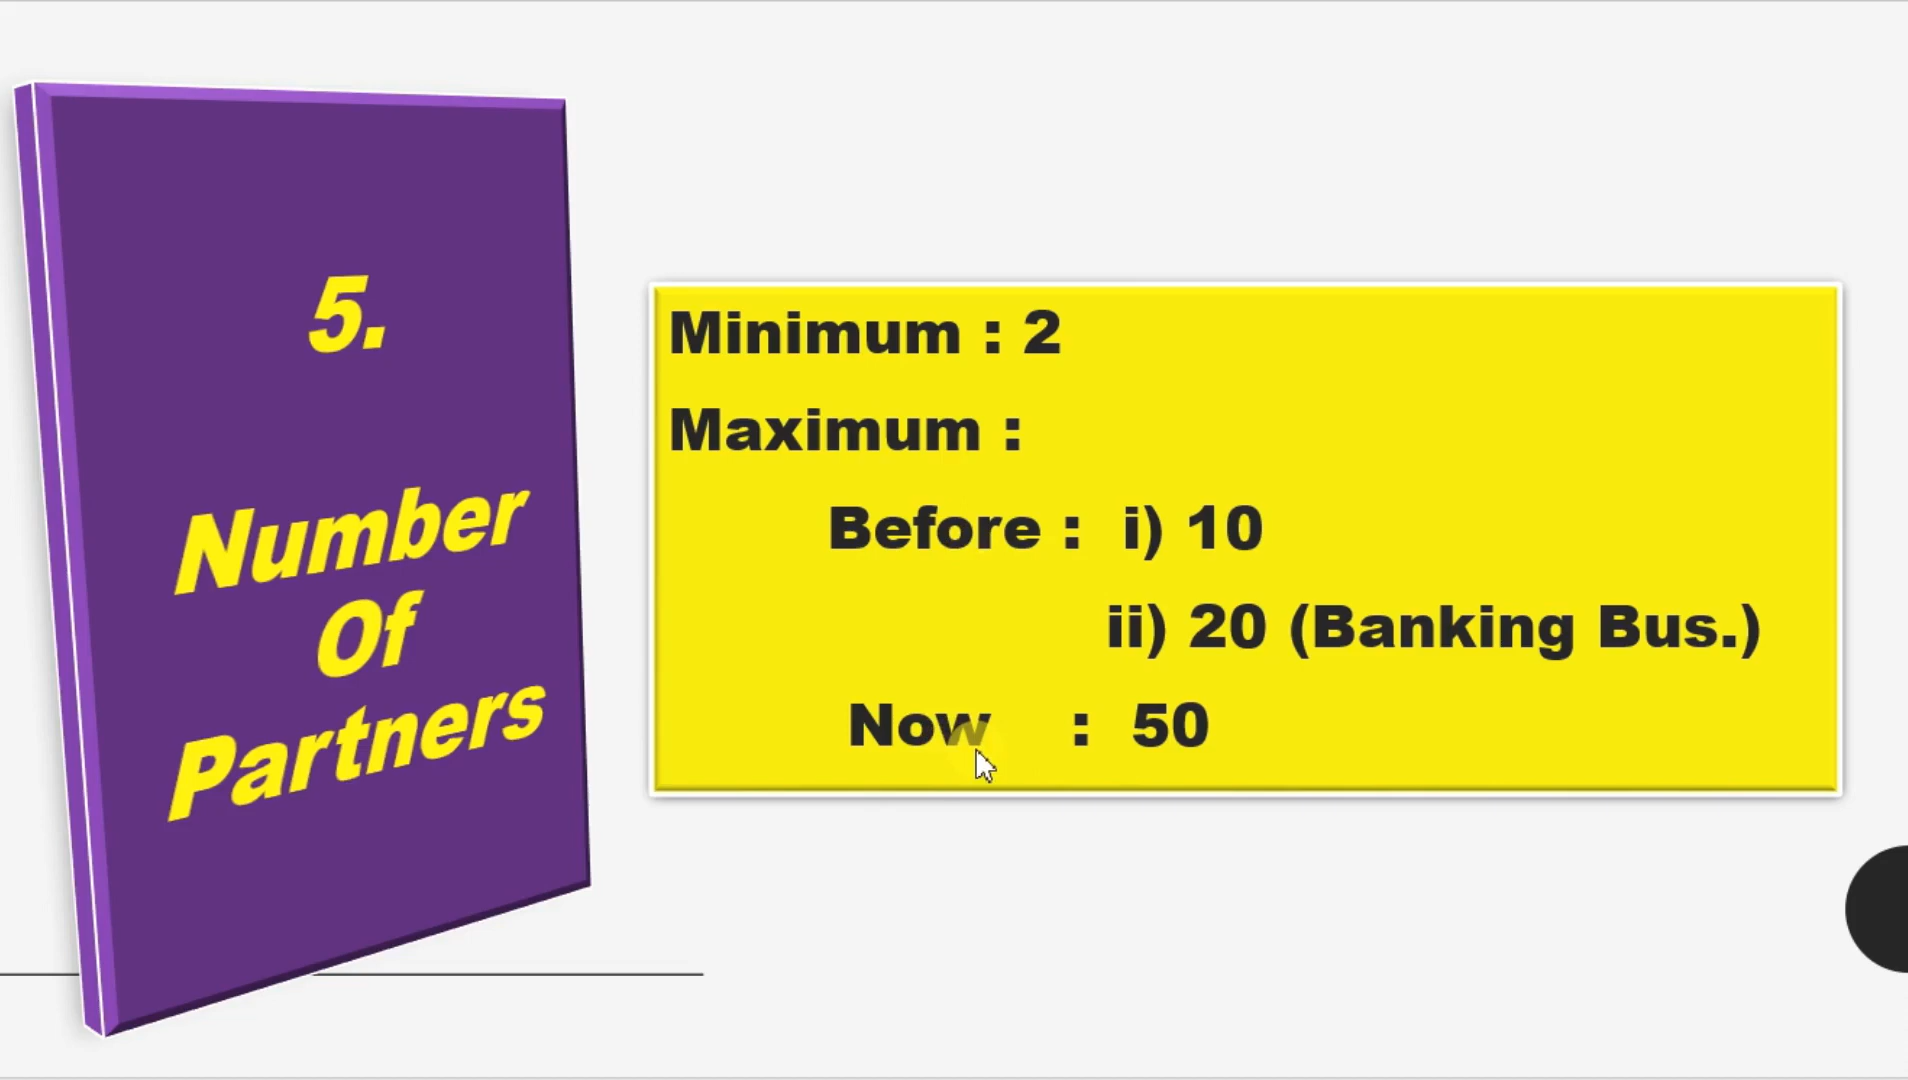 5.
Number
Of
Partners
Minimum : 2
Maximum :
Before : i) 10
ii) 20 (Banking Bus.)
Now : 50